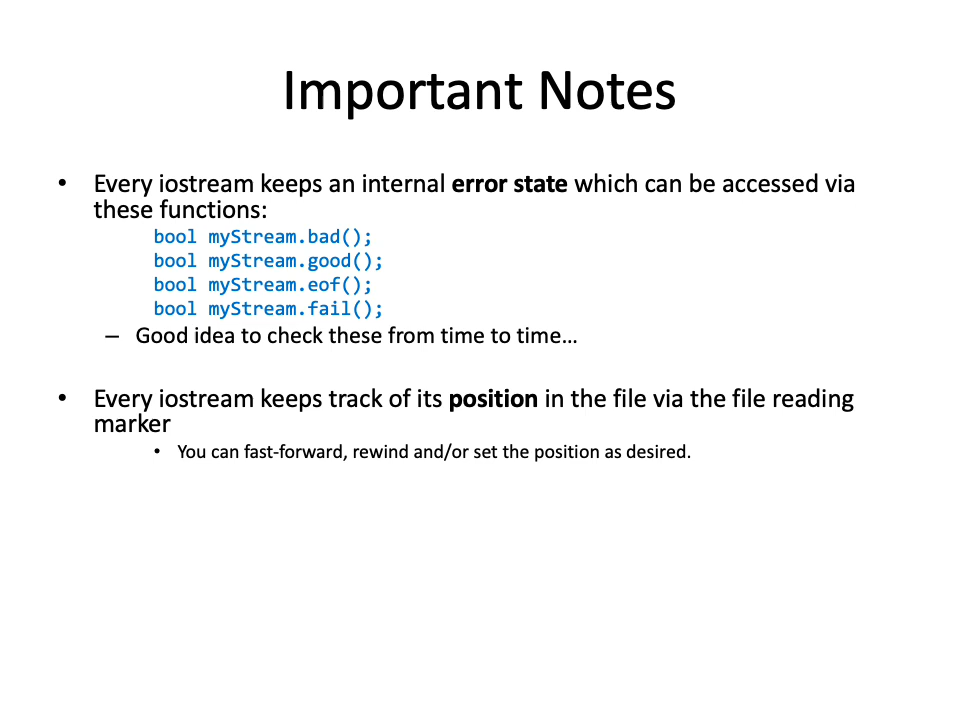 Important Notes
• Every iostream keeps an internal error state which can be accessed via
these functions:
bool myStream.bad();
bool myStream.good();
bool myStream.eof();
bool myStream.fail();
– Good idea to check these from time to time…
• Every iostream keeps track of its position in the file via the file reading
marker
• You can fast-forward, rewind and/or set the position as desired.